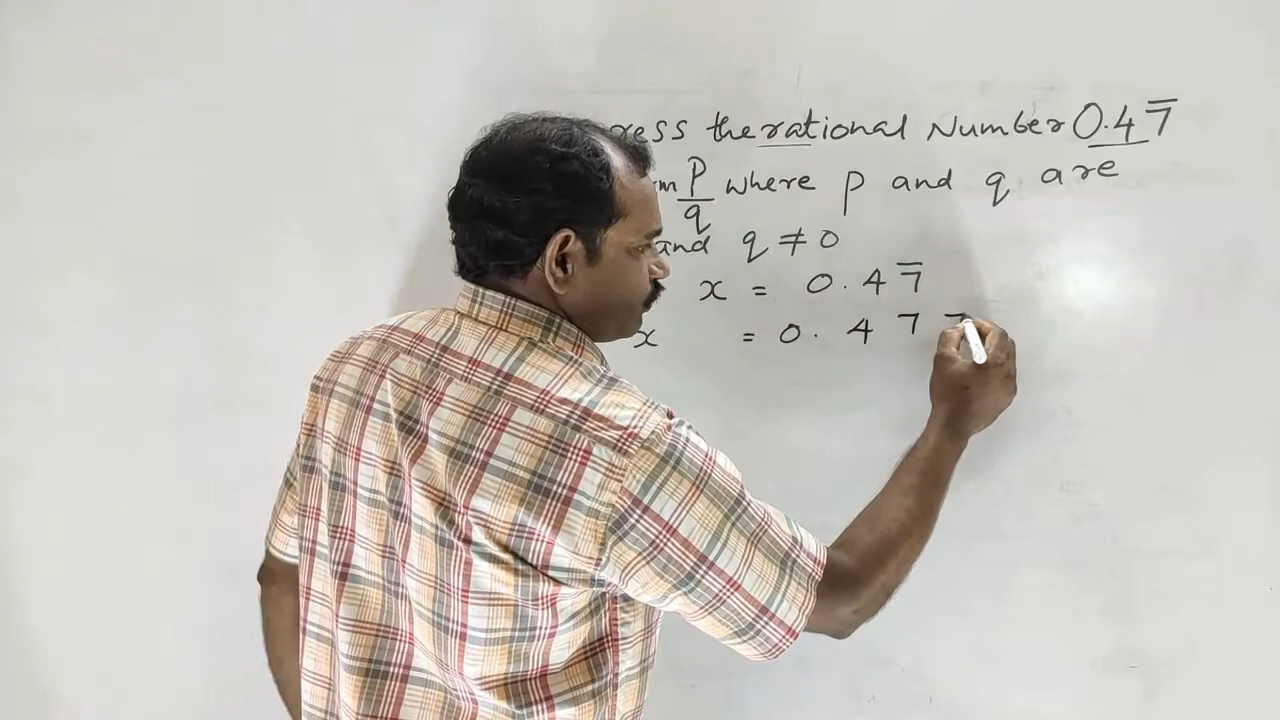 ress the rational Number 0.47̅
m p/q where p and q are
and q ≠ 0
x = 0.47̅
x = 0.477